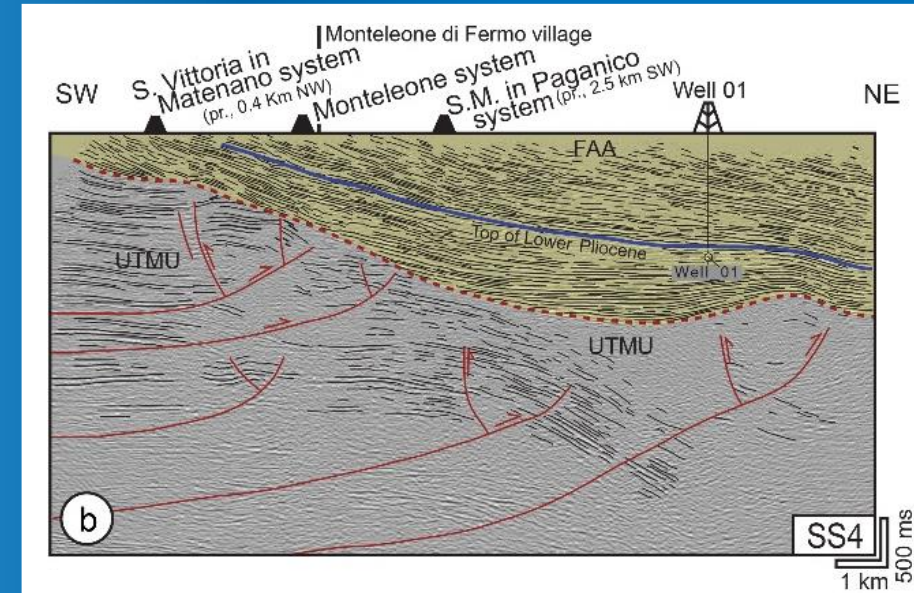 Monteleone di Fermo village
SW
S. Vittoria in
Matenano system
(pr., 0.4 Km NW)
Monteleone system
S.M. in Paganico
system (pr., 2.5 km SW)
Well 01
NE
FAA
Top of Lower Pliocene
Well 01
UTMU
UTMU
b
SS4
500 ms
1 km